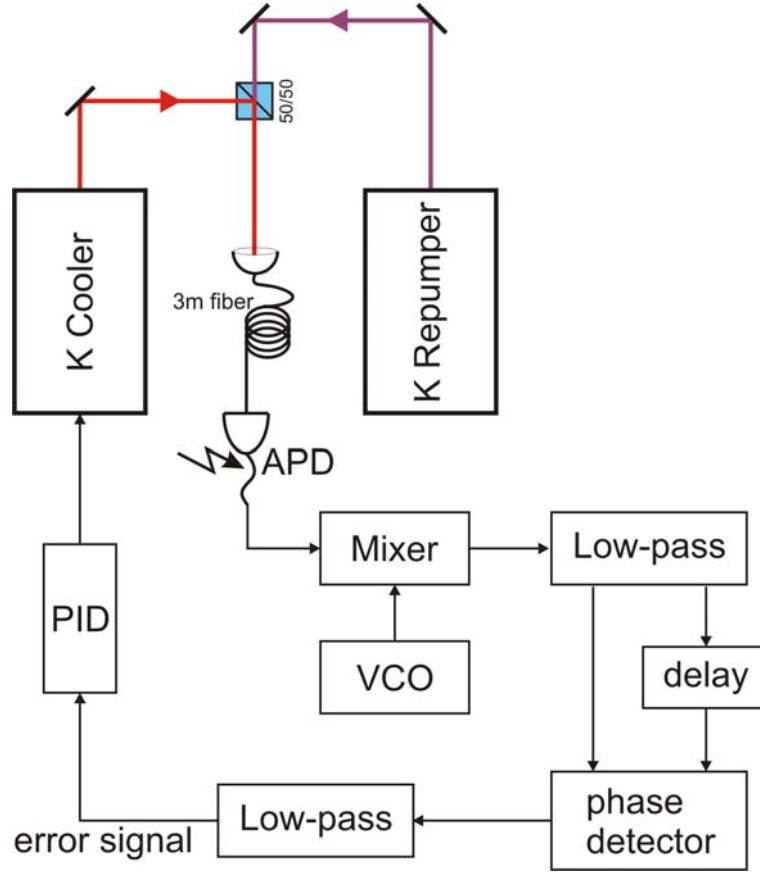 50/50
K Cooler
K Repumper
3m fiber
APD
Mixer
Low-pass
PID
VCO
delay
Low-pass
phase
detector
error signal